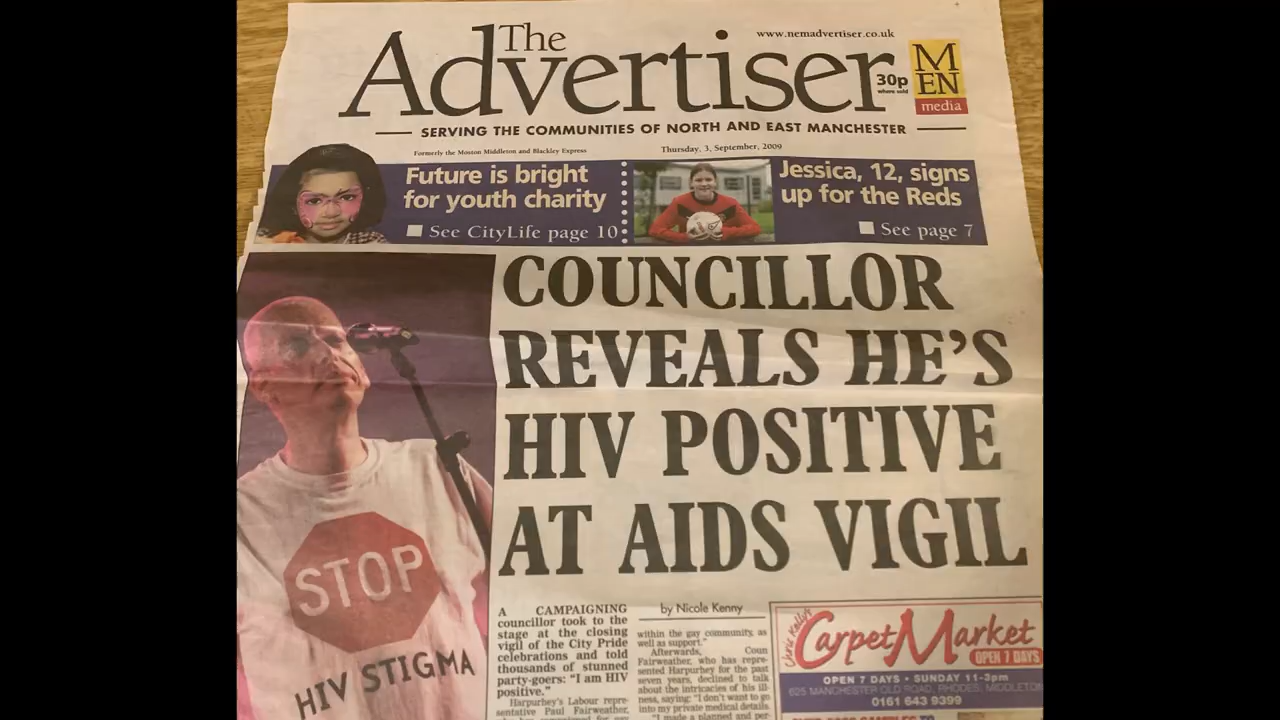 www.nemadvertiser.co.uk
The
Advertiser
30p
where sold
M
EN
media
SERVING THE COMMUNITIES OF NORTH AND EAST MANCHESTER
Formerly the Moston Middleton and Blackley Express
Thursday, 3, September, 2009
Future is bright
for youth charity
See CityLife page 10
Jessica, 12, signs
up for the Reds
See page 7
COUNCILLOR
REVEALS HE'S
HIV POSITIVE
AT AIDS VIGIL
STOP
HIV STIGMA
A CAMPAIGNING
councillor took to the
stage at the closing
vigil of the City Pride
celebrations and told
thousands of stunned
party-goers: "I am HIV
positive."
Harpurhey's Labour repre-
sentative Paul Fairweather,
by Nicole Kenny
within the gay community, as
well as support."
Afterwards, Coun
Fairweather, who has repre-
sented Harpurhey for the past
seven years, declined to talk
about the intricacies of his ill-
ness, saying: "I don't want to go
into my private medical details.
"I made a planned and per-
Chris Kelly's
Carpet Market
OPEN 7 DAYS
OPEN 7 DAYS • SUNDAY 11-3pm
625 MANCHESTER OLD ROAD, RHODES, MIDDLETON
0161 643 9399